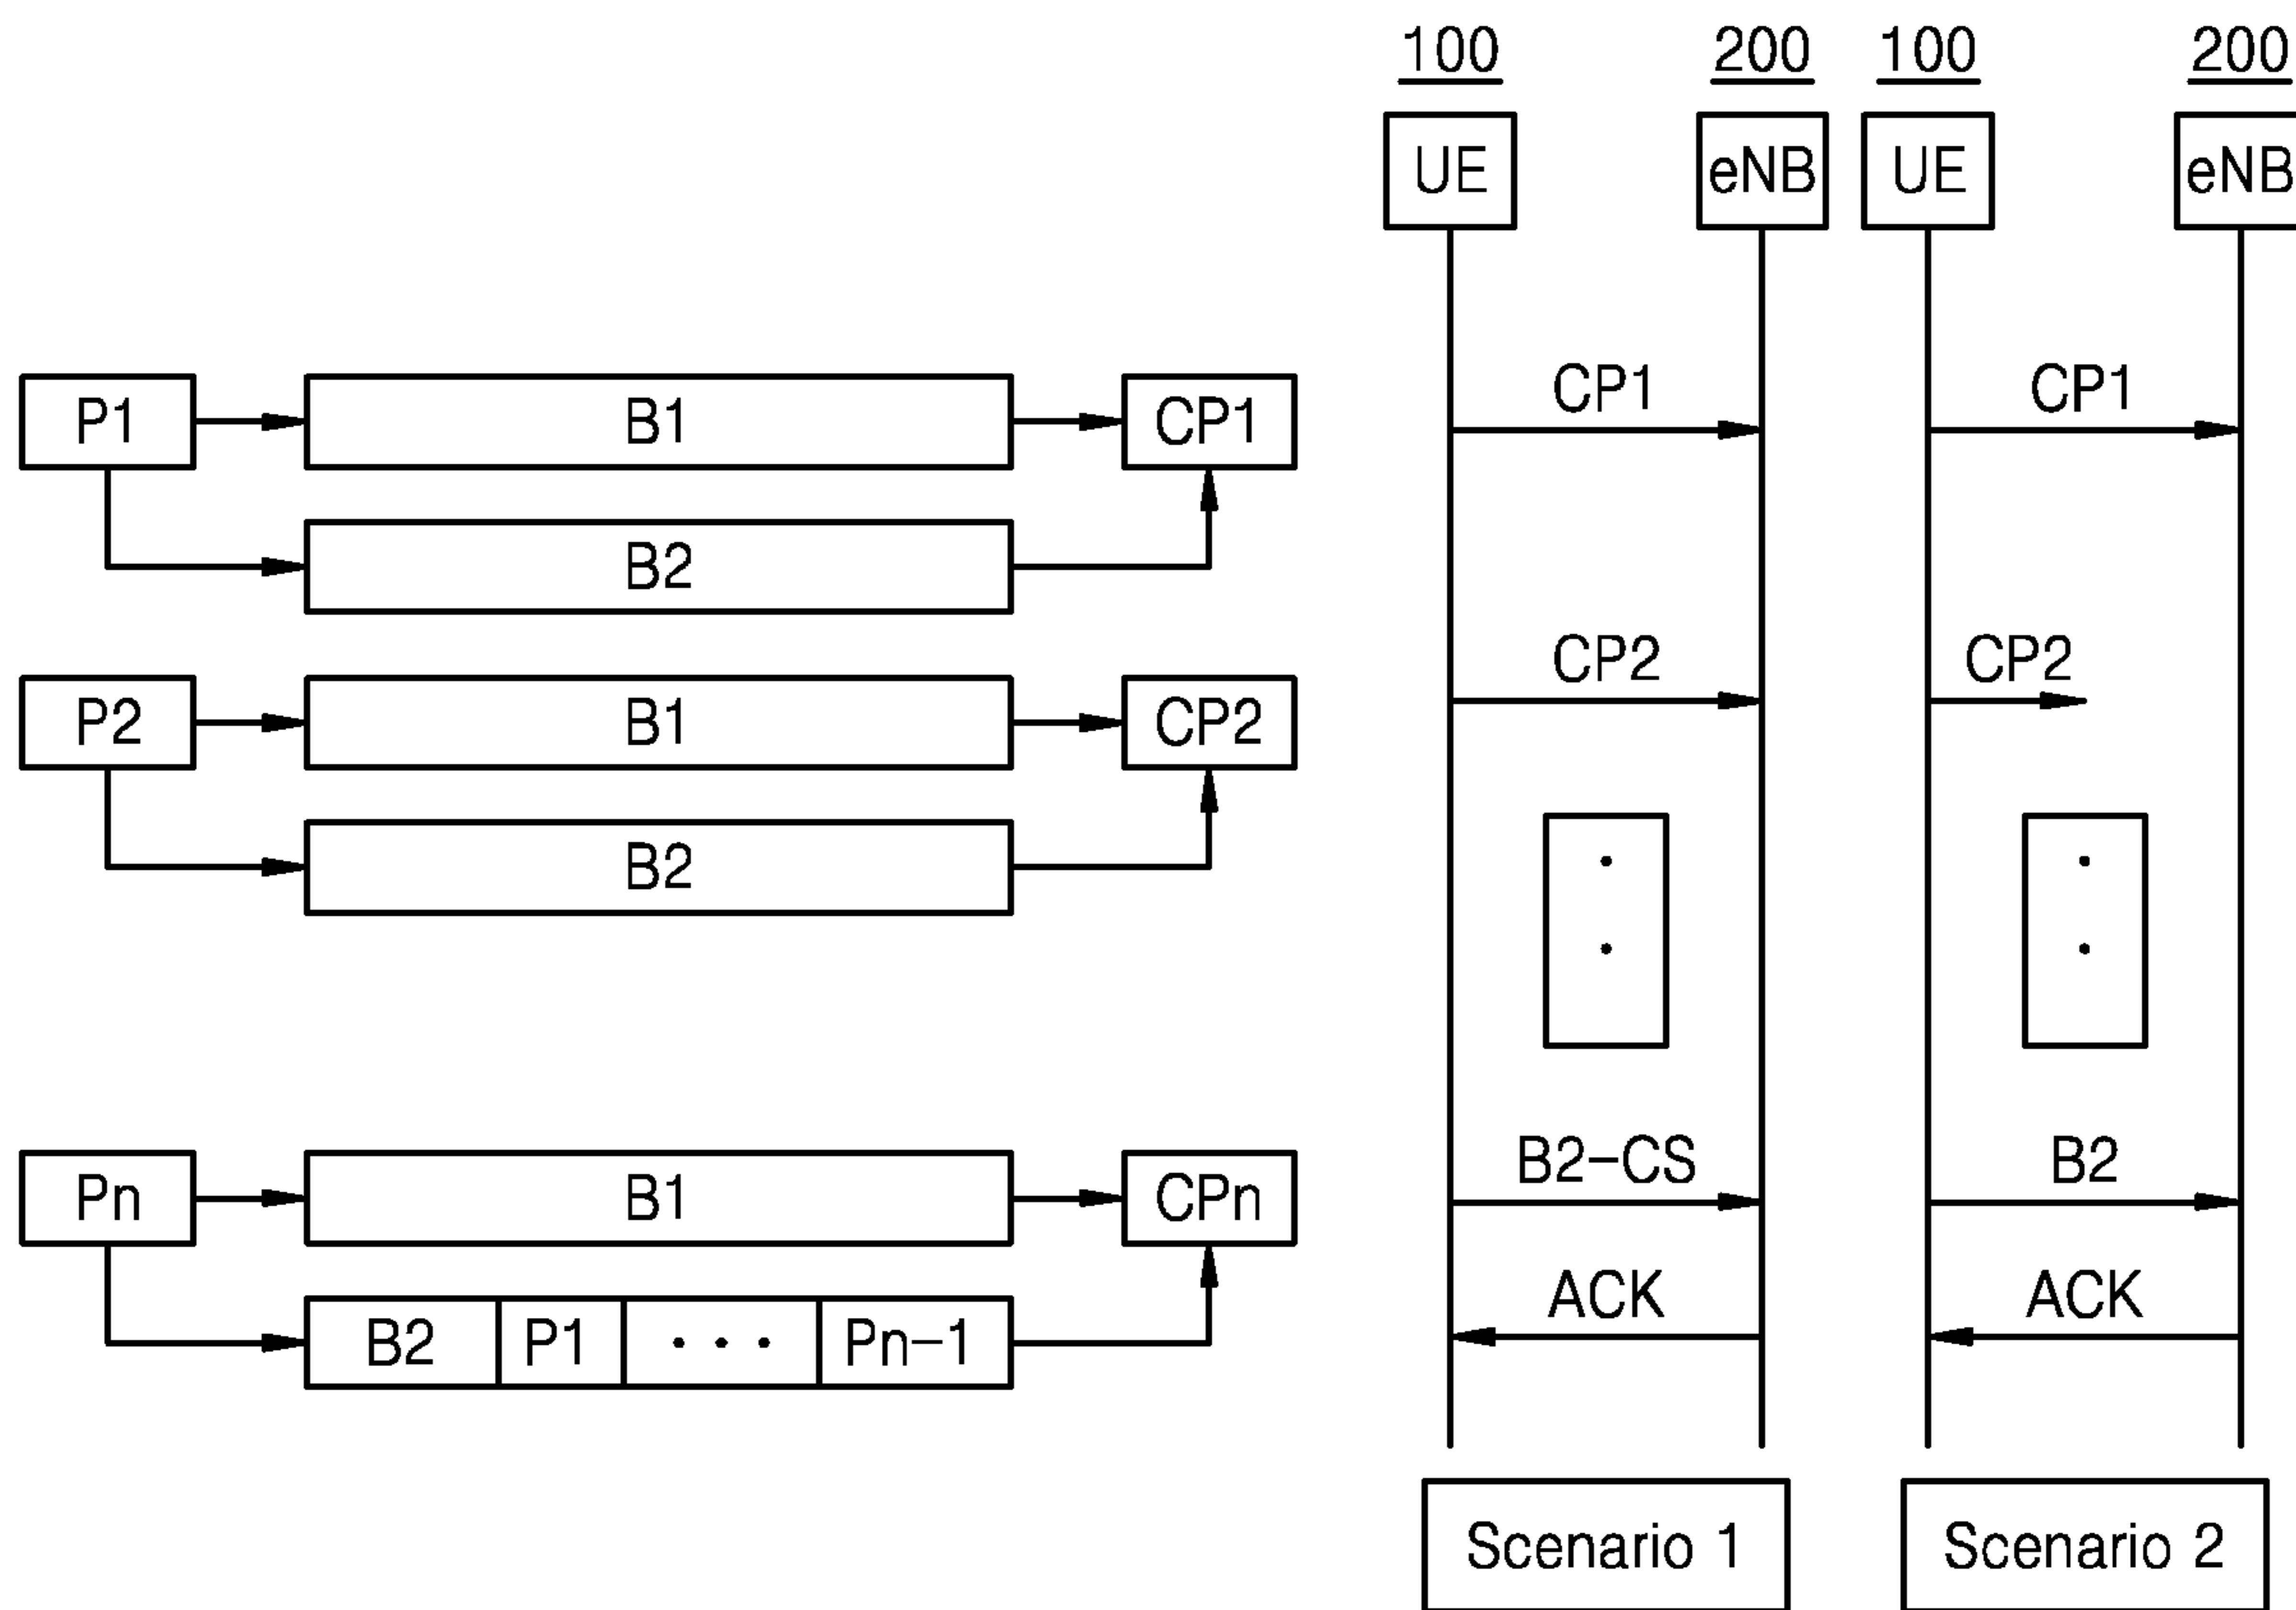 100 200 100 200
UE eNB UE eNB
P1 B1 CP1
B2
CP1 CP1
P2 B1 CP2
B2
CP2 CP2
Pn B1 CPn
B2 P1 · · · Pn-1
B2-CS B2
ACK ACK
Scenario 1 Scenario 2